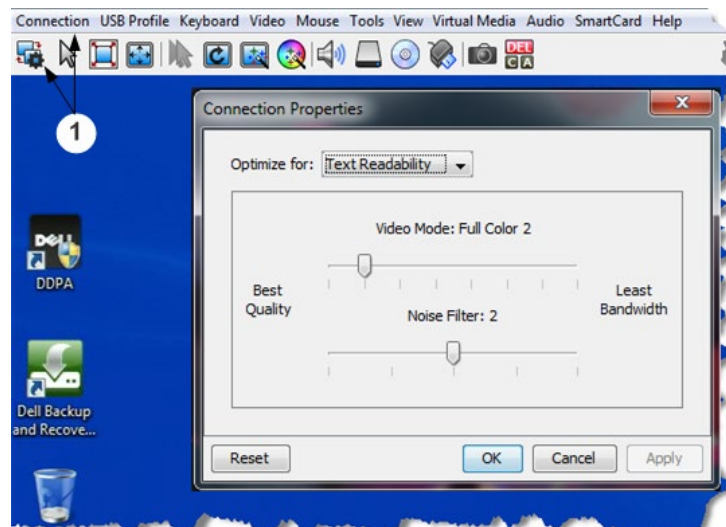 Connection USB Profile Keyboard Video Mouse Tools View Virtual Media Audio SmartCard Help
DEL
C A
1
Connection Properties
Optimize for: Text Readability
Video Mode: Full Color 2
Best
Quality
Least
Bandwidth
Noise Filter: 2
DELL
DDPA
Dell Backup
and Recove...
Reset OK Cancel Apply